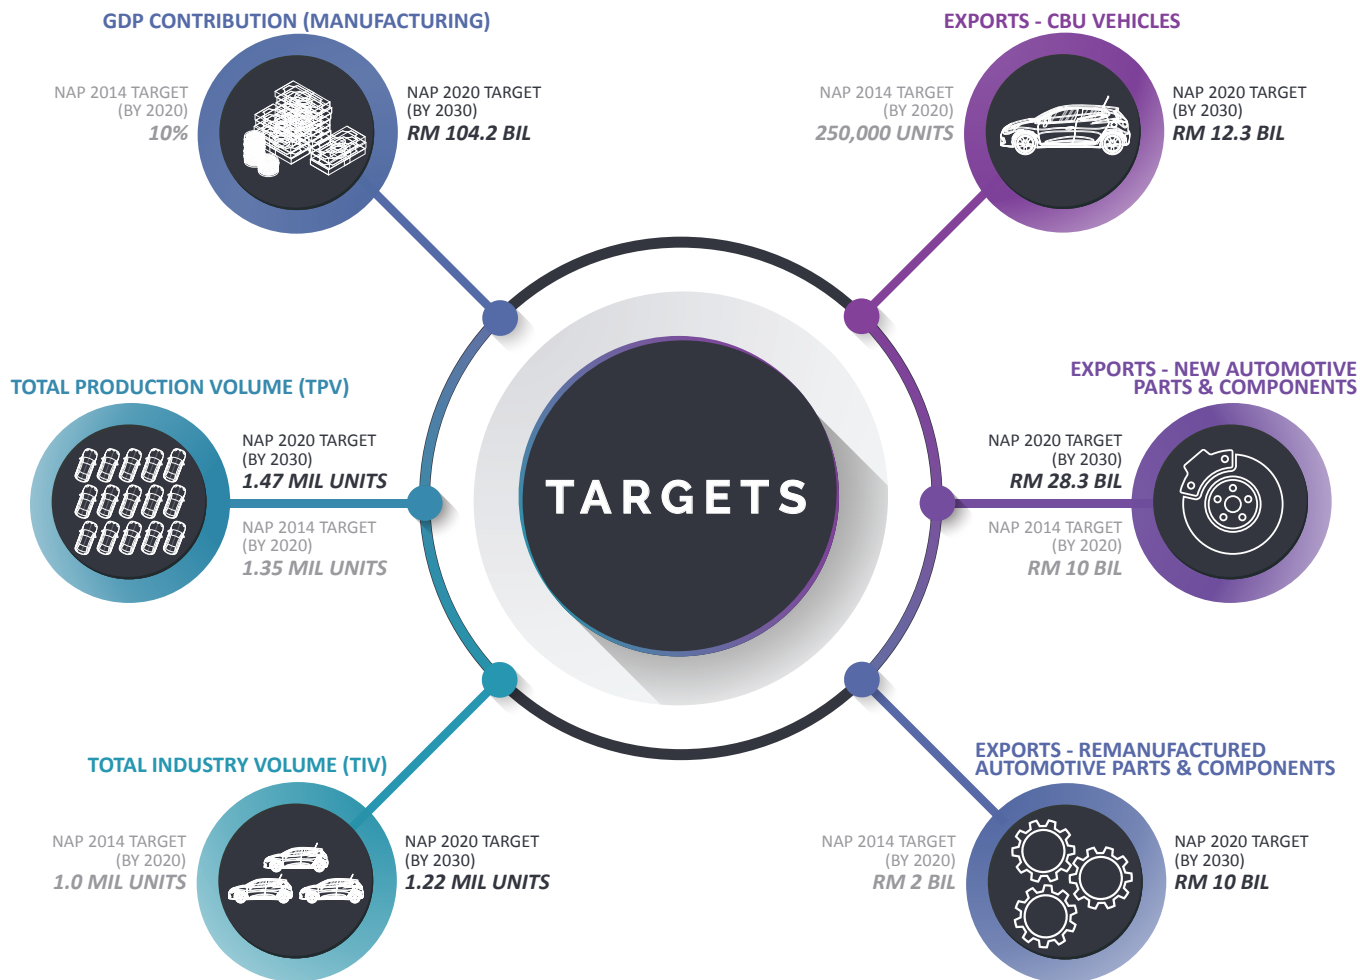 GDP CONTRIBUTION (MANUFACTURING)
NAP 2014 TARGET
(BY 2020)
10%
NAP 2020 TARGET
(BY 2030)
RM 104.2 BIL
EXPORTS - CBU VEHICLES
NAP 2014 TARGET
(BY 2020)
250,000 UNITS
NAP 2020 TARGET
(BY 2030)
RM 12.3 BIL
TOTAL PRODUCTION VOLUME (TPV)
NAP 2020 TARGET
(BY 2030)
1.47 MIL UNITS
NAP 2014 TARGET
(BY 2020)
1.35 MIL UNITS
TARGETS
EXPORTS - NEW AUTOMOTIVE
PARTS & COMPONENTS
NAP 2020 TARGET
(BY 2030)
RM 28.3 BIL
NAP 2014 TARGET
(BY 2020)
RM 10 BIL
TOTAL INDUSTRY VOLUME (TIV)
NAP 2014 TARGET
(BY 2020)
1.0 MIL UNITS
NAP 2020 TARGET
(BY 2030)
1.22 MIL UNITS
EXPORTS - REMANUFACTURED
AUTOMOTIVE PARTS & COMPONENTS
NAP 2014 TARGET
(BY 2020)
RM 2 BIL
NAP 2020 TARGET
(BY 2030)
RM 10 BIL